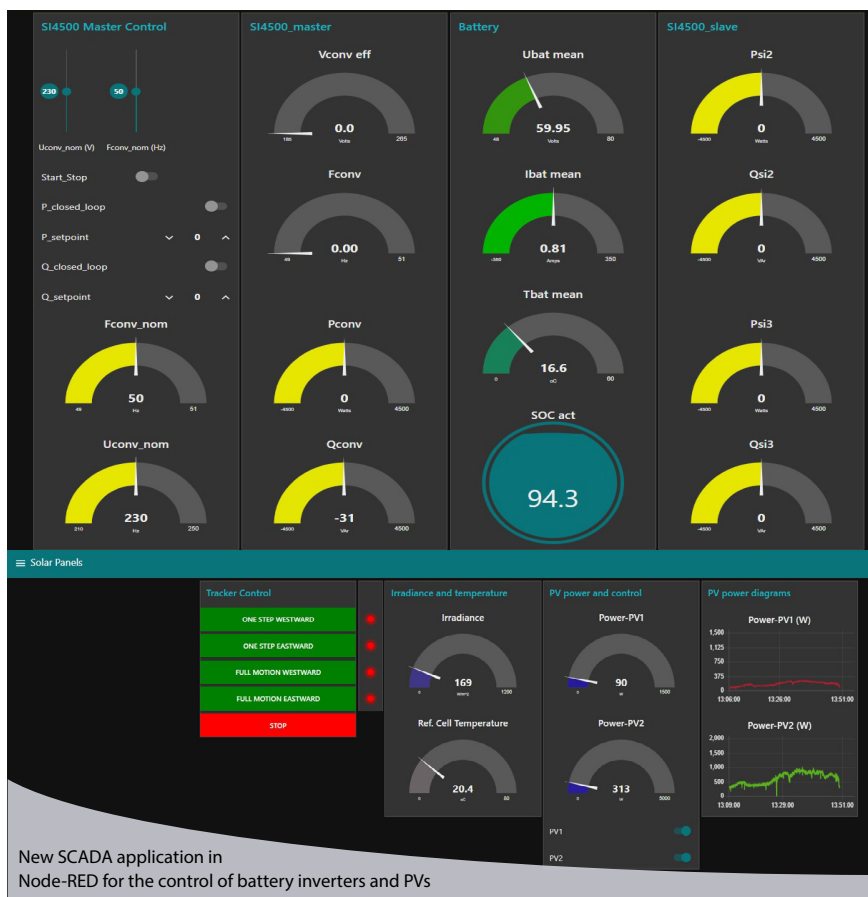 SI4500 Master Control
230
50
Uconv_nom (V) Fconv_nom (Hz)
Start_Stop
P_closed_loop
P_setpoint 0
Q_closed_loop
Q_setpoint 0
Fconv_nom
50
Hz
49 51
Uconv_nom
230
Hz
210 250
SI4500_master
Vconv eff
0.0
Volts
195 265
Fconv
0.00
Hz
49 51
Pconv
0
Watts
-4500 4500
Qconv
-31
VAr
-4500 4500
Battery
Ubat mean
59.95
Volts
48 80
Ibat mean
0.81
Amps
-350 350
Tbat mean
16.6
oC
0 60
SOC act
94.3
SI4500_slave
Psi2
0
Watts
-4500 4500
Qsi2
0
VAr
-4500 4500
Psi3
0
Watts
-4500 4500
Qsi3
0
VAr
-4500 4500
Solar Panels
Tracker Control
ONE STEP WESTWARD
ONE STEP EASTWARD
FULL MOTION WESTWARD
FULL MOTION EASTWARD
STOP
Irradiance and temperature
Irradiance
169
0 1200
Ref. Cell Temperature
20.4
oC
0 80
PV power and control
Power-PV1
90
W
0 1500
Power-PV2
313
W
0 5000
PV1
PV2
PV power diagrams
Power-PV1 (W)
1,500
1,125
750
375
0
13:06:00 13:26:00 13:51:00
Power-PV2 (W)
2,000
1,500
1,000
500
0
13:09:00 13:29:00 13:51:00
New SCADA application in
Node-RED for the control of battery inverters and PVs